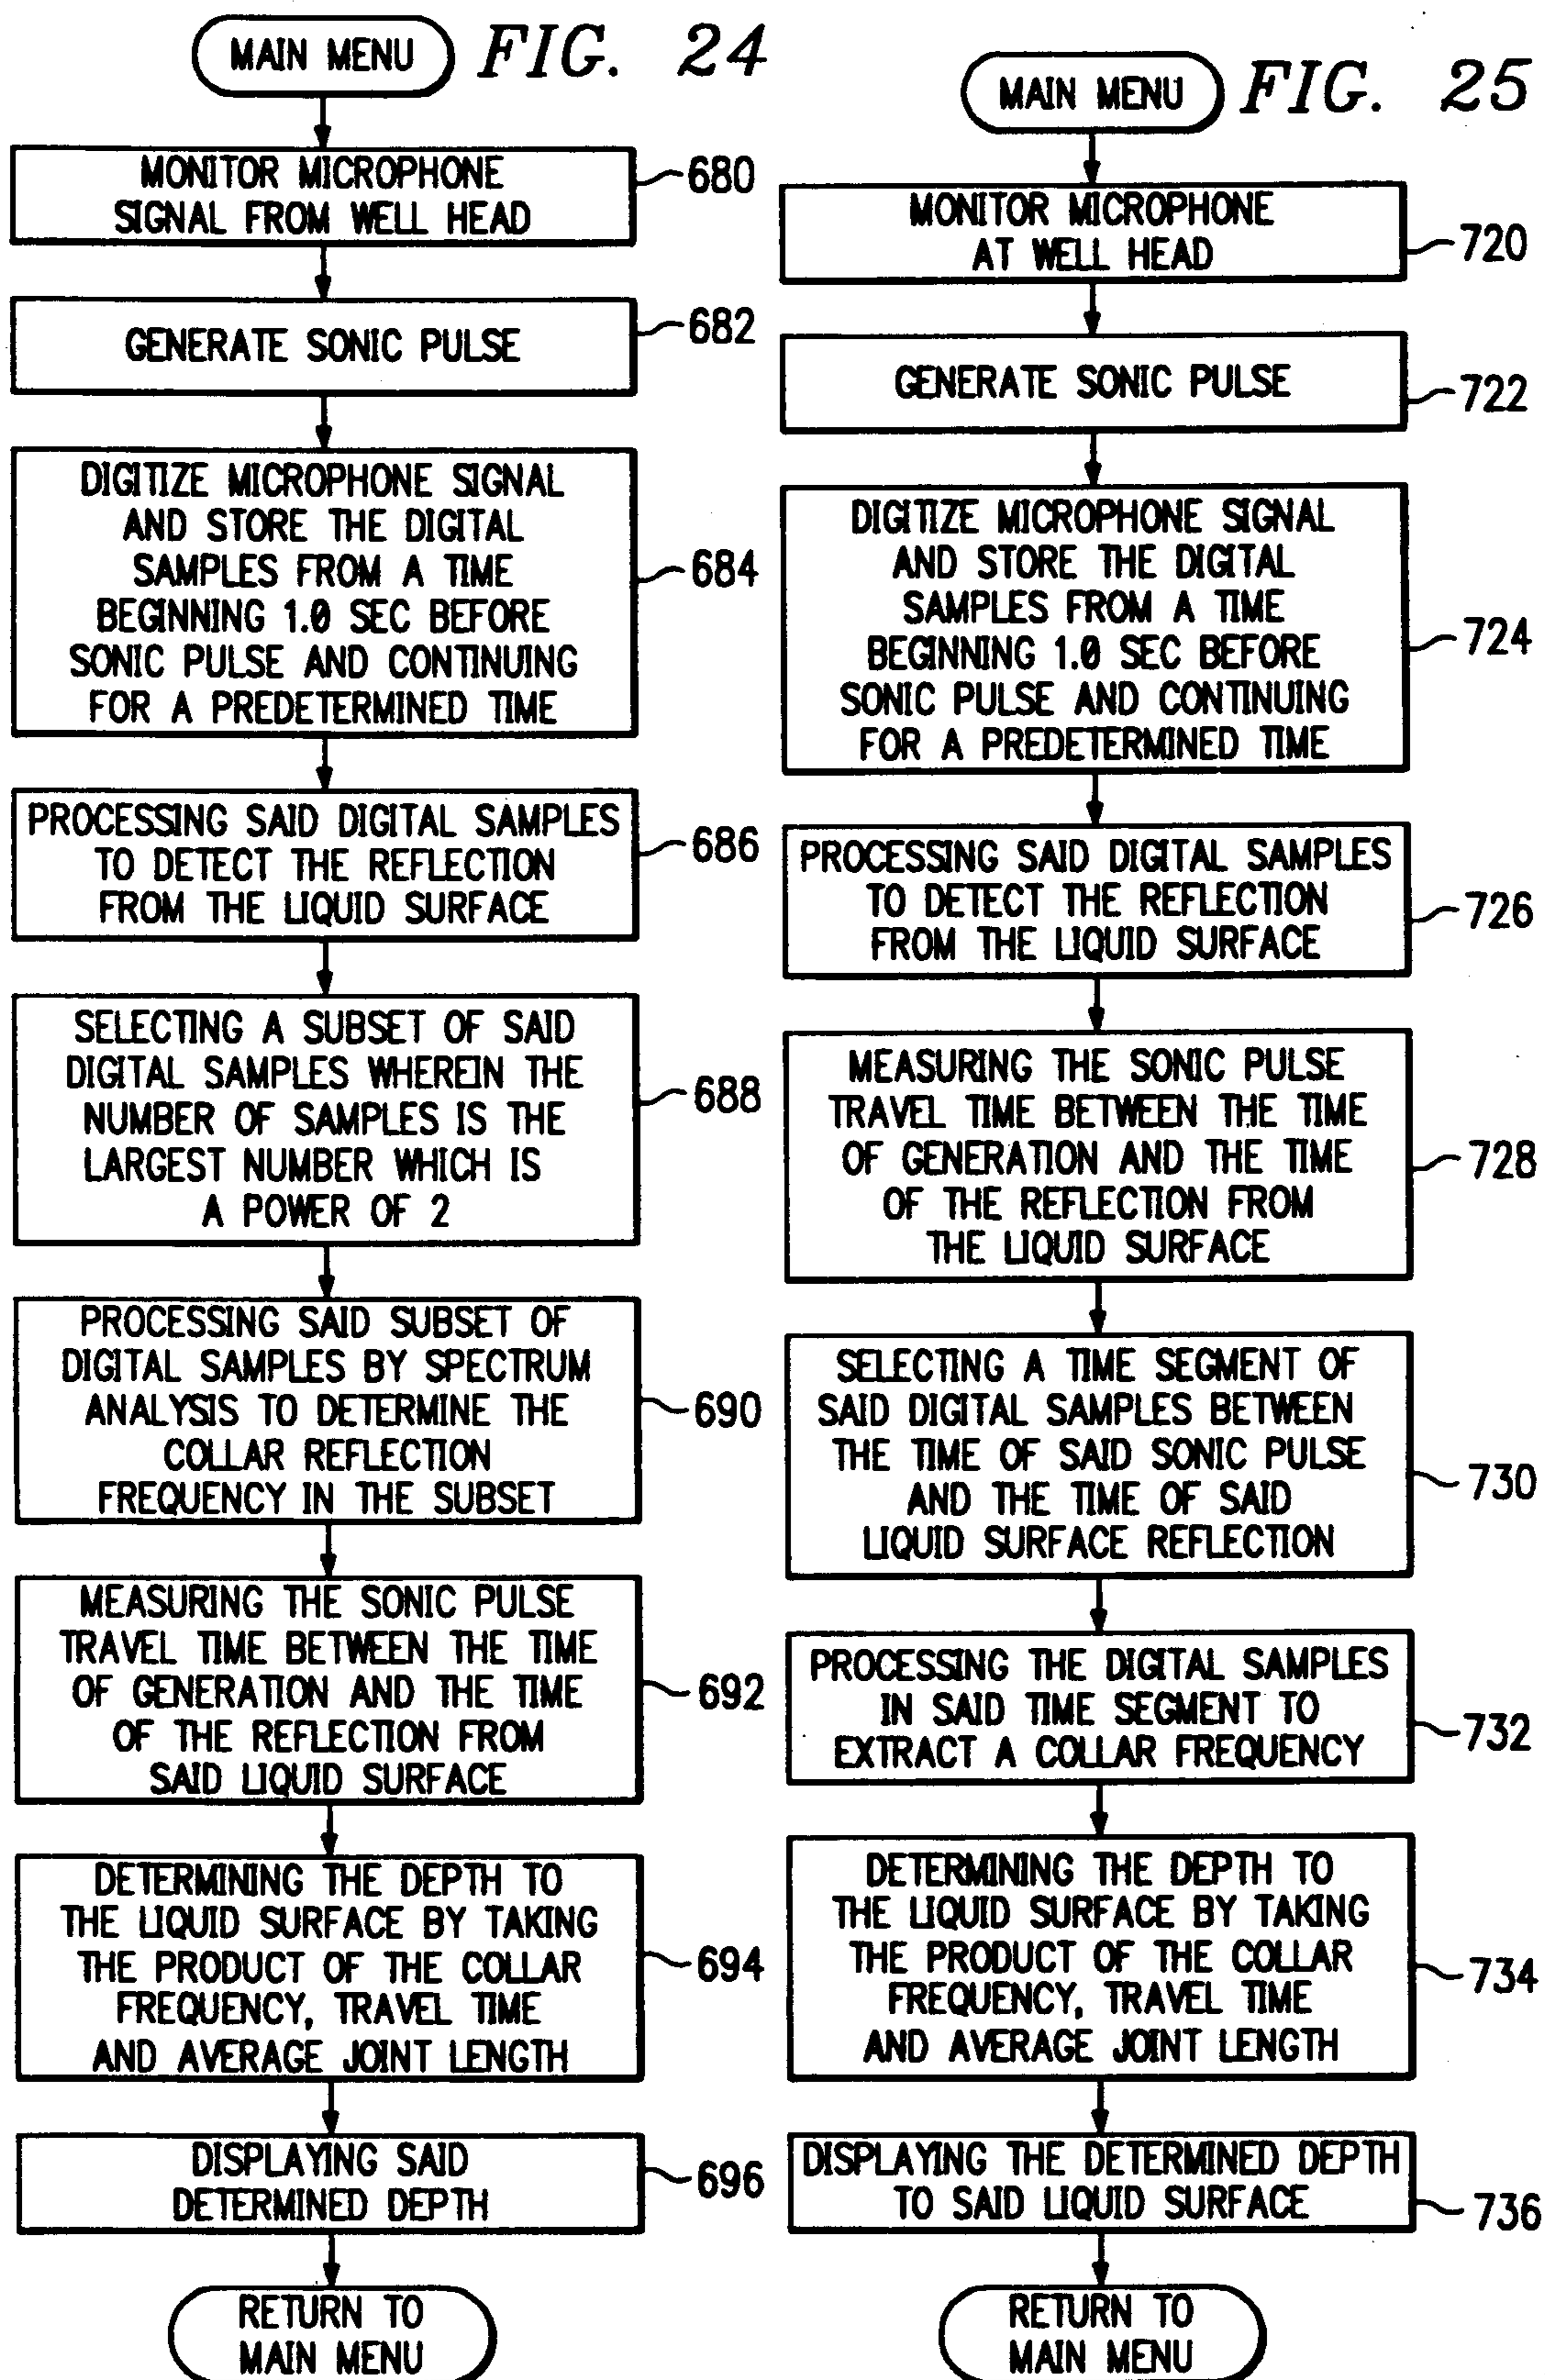 MAIN MENU FIG. 24
MONITOR MICROPHONE
SIGNAL FROM WELL HEAD
680
GENERATE SONIC PULSE
682
DIGITIZE MICROPHONE SIGNAL
AND STORE THE DIGITAL
SAMPLES FROM A TIME
BEGINNING 1.0 SEC BEFORE
SONIC PULSE AND CONTINUING
FOR A PREDETERMINED TIME
684
PROCESSING SAID DIGITAL SAMPLES
TO DETECT THE REFLECTION
FROM THE LIQUID SURFACE
686
SELECTING A SUBSET OF SAID
DIGITAL SAMPLES WHEREIN THE
NUMBER OF SAMPLES IS THE
LARGEST NUMBER WHICH IS
A POWER OF 2
688
PROCESSING SAID SUBSET OF
DIGITAL SAMPLES BY SPECTRUM
ANALYSIS TO DETERMINE THE
COLLAR REFLECTION
FREQUENCY IN THE SUBSET
690
MEASURING THE SONIC PULSE
TRAVEL TIME BETWEEN THE TIME
OF GENERATION AND THE TIME
OF THE REFLECTION FROM
SAID LIQUID SURFACE
692
DETERMINING THE DEPTH TO
THE LIQUID SURFACE BY TAKING
THE PRODUCT OF THE COLLAR
FREQUENCY, TRAVEL TIME
AND AVERAGE JOINT LENGTH
694
DISPLAYING SAID
DETERMINED DEPTH
696
RETURN TO
MAIN MENU
MAIN MENU FIG. 25
MONITOR MICROPHONE
AT WELL HEAD
720
GENERATE SONIC PULSE
722
DIGITIZE MICROPHONE SIGNAL
AND STORE THE DIGITAL
SAMPLES FROM A TIME
BEGINNING 1.0 SEC BEFORE
SONIC PULSE AND CONTINUING
FOR A PREDETERMINED TIME
724
PROCESSING SAID DIGITAL SAMPLES
TO DETECT THE REFLECTION
FROM THE LIQUID SURFACE
726
MEASURING THE SONIC PULSE
TRAVEL TIME BETWEEN THE TIME
OF GENERATION AND THE TIME
OF THE REFLECTION FROM
THE LIQUID SURFACE
728
SELECTING A TIME SEGMENT OF
SAID DIGITAL SAMPLES BETWEEN
THE TIME OF SAID SONIC PULSE
AND THE TIME OF SAID
LIQUID SURFACE REFLECTION
730
PROCESSING THE DIGITAL SAMPLES
IN SAID TIME SEGMENT TO
EXTRACT A COLLAR FREQUENCY
732
DETERMINING THE DEPTH TO
THE LIQUID SURFACE BY TAKING
THE PRODUCT OF THE COLLAR
FREQUENCY, TRAVEL TIME
AND AVERAGE JOINT LENGTH
734
DISPLAYING THE DETERMINED DEPTH
TO SAID LIQUID SURFACE
736
RETURN TO
MAIN MENU